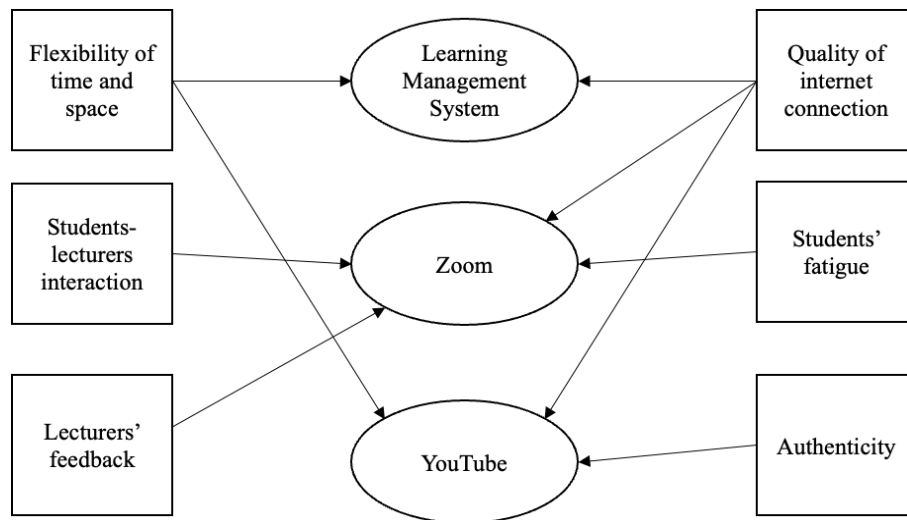 Flexibility of
time and
space
Learning
Management
System
Quality of
internet
connection
Students-
lecturers
interaction
Zoom
Students’
fatigue
Lecturers’
feedback
YouTube
Authenticity